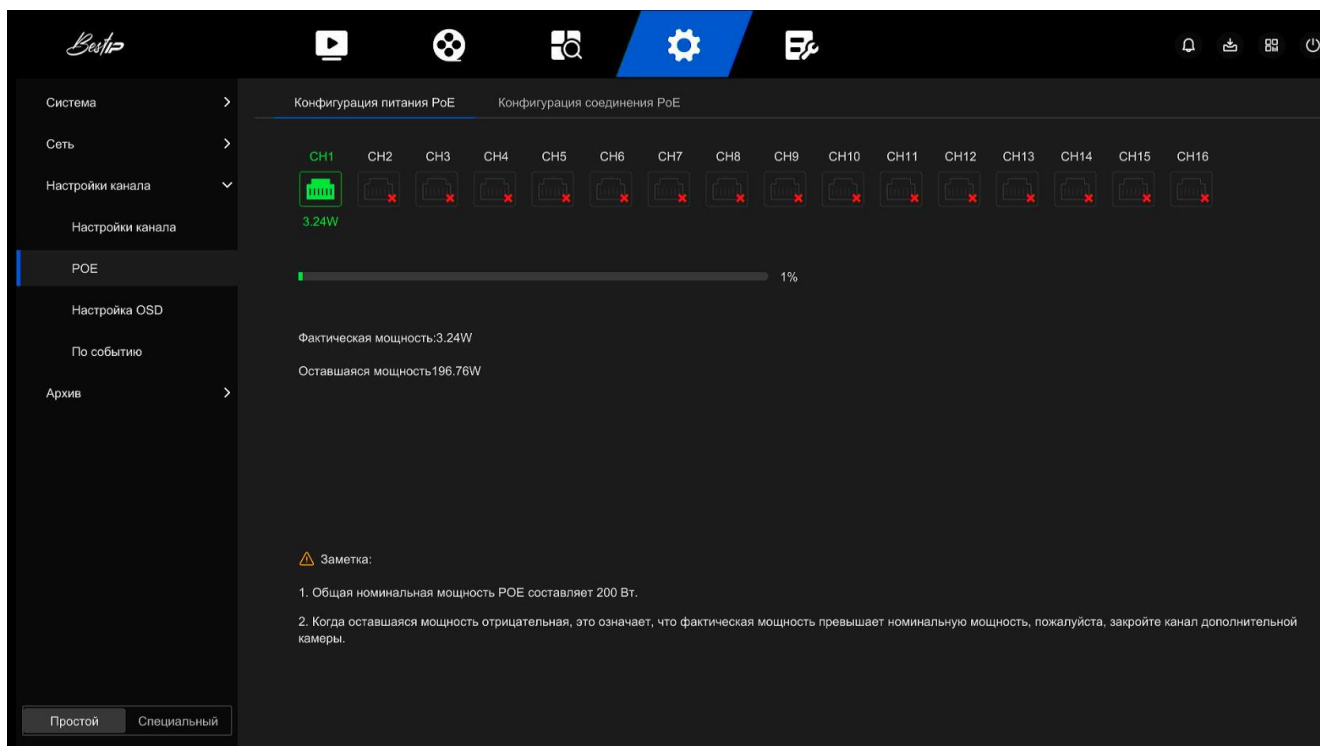 BestIP
Система
Сеть
Настройки канала
Настройки канала
POE
Настройка OSD
По событию
Архив
Простой Специальный
Конфигурация питания PoE Конфигурация соединения PoE
CH1 CH2 CH3 CH4 CH5 CH6 CH7 CH8 CH9 CH10 CH11 CH12 CH13 CH14 CH15 CH16
3.24W
1%
Фактическая мощность:3.24W
Оставшаяся мощность196.76W
Заметка:
1. Общая номинальная мощность POE составляет 200 Вт.
2. Когда оставшаяся мощность отрицательная, это означает, что фактическая мощность превышает номинальную мощность, пожалуйста, закройте канал дополнительной
камеры.